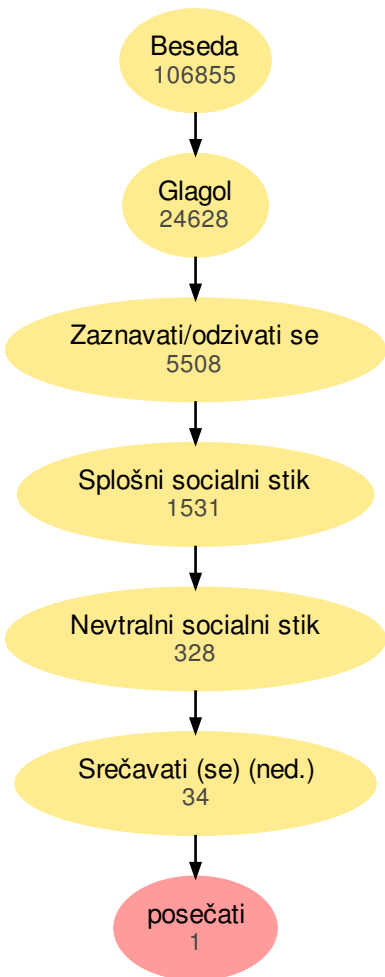 Beseda
106855
Glagol
24628
Zaznavati/odzivati se
5508
Splošni socialni stik
1531
Nevtralni socialni stik
328
Srečavati (se) (ned.)
34
posečati
1